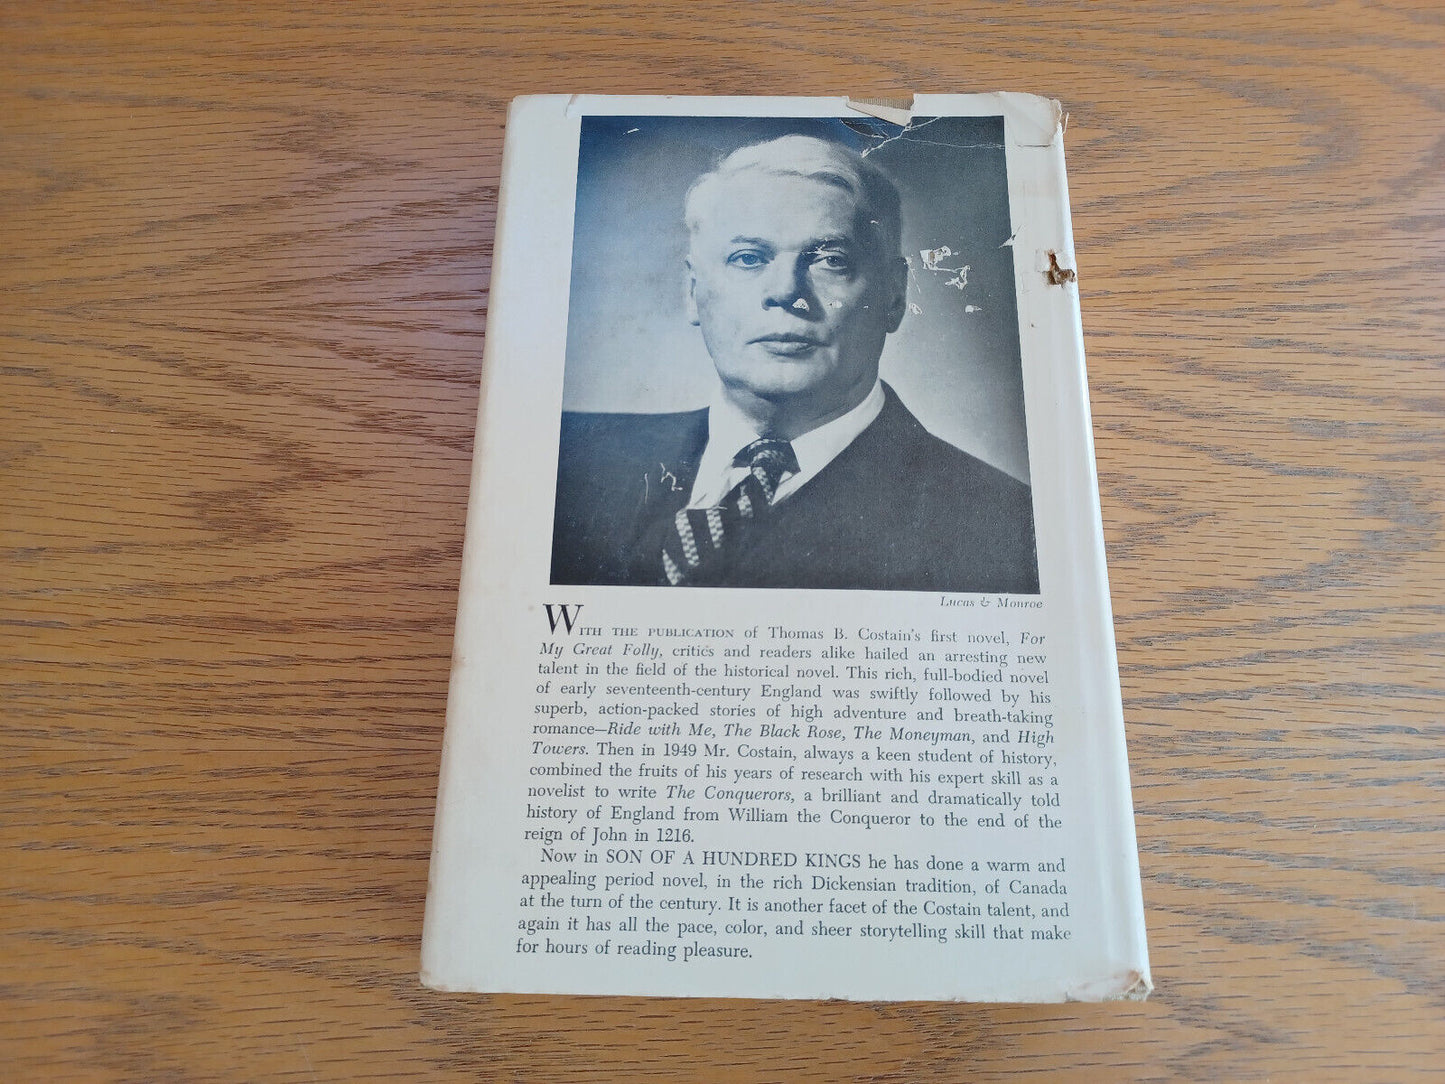 Lucas & Monroe
WITH THE PUBLICATION of Thomas B. Costain's first novel, For
My Great Folly, critics and readers alike hailed an arresting new
talent in the field of the historical novel. This rich, full-bodied novel
of early seventeenth-century England was swiftly followed by his
superb, action-packed stories of high adventure and breath-taking
romance—Ride with Me, The Black Rose, The Moneyman, and High
Towers. Then in 1949 Mr. Costain, always a keen student of history,
combined the fruits of his years of research with his expert skill as a
novelist to write The Conquerors, a brilliant and dramatically told
history of England from William the Conqueror to the end of the
reign of John in 1216.
Now in SON OF A HUNDRED KINGS he has done a warm and
appealing period novel, in the rich Dickensian tradition, of Canada
at the turn of the century. It is another facet of the Costain talent, and
again it has all the pace, color, and sheer storytelling skill that make
for hours of reading pleasure.